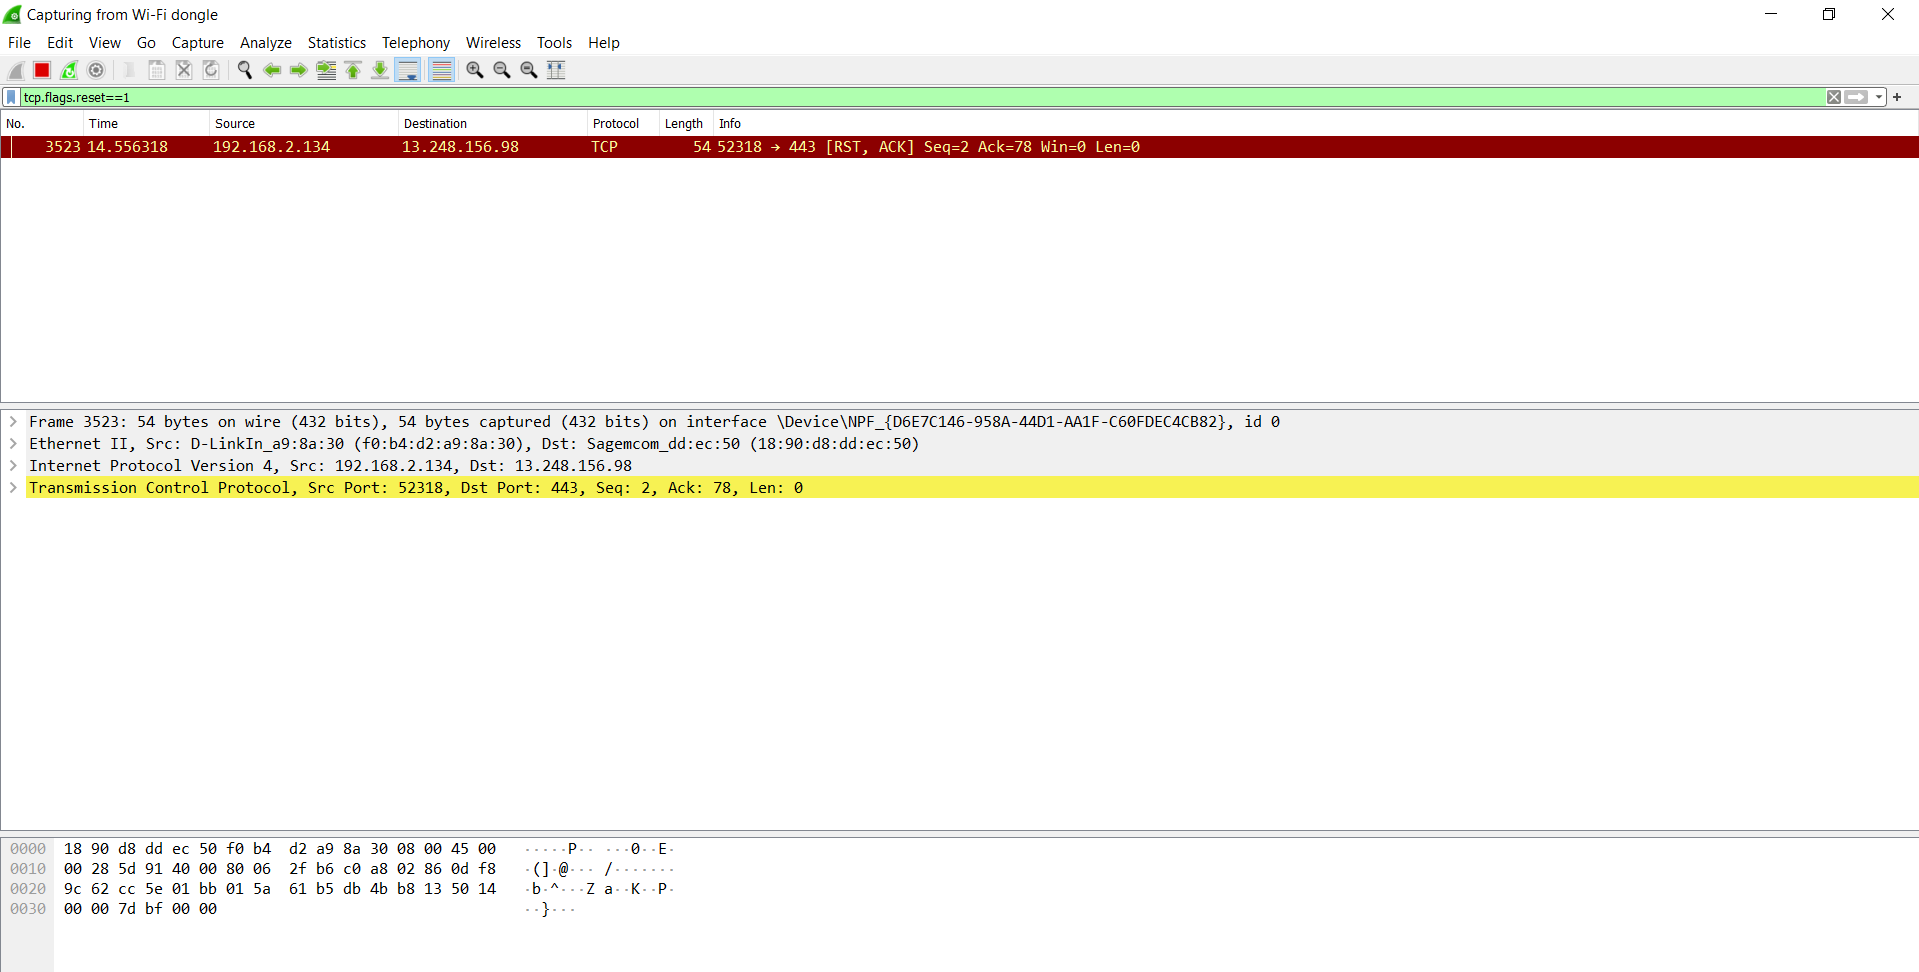 Capturing from Wi-Fi dongle
File Edit View Go Capture Analyze Statistics Telephony Wireless Tools Help
tcp.flags.reset==1
No. Time Source Destination Protocol Length Info
3523 14.556318 192.168.2.134 13.248.156.98 TCP 54 52318 → 443 [RST, ACK] Seq=2 Ack=78 Win=0 Len=0
Frame 3523: 54 bytes on wire (432 bits), 54 bytes captured (432 bits) on interface \Device\NPF_{D6E7C146-958A-44D1-AA1F-C60FDEC4CB82}, id 0
Ethernet II, Src: D-LinkIn_a9:8a:30 (f0:b4:d2:a9:8a:30), Dst: Sagemcom_dd:ec:50 (18:90:d8:dd:ec:50)
Internet Protocol Version 4, Src: 192.168.2.134, Dst: 13.248.156.98
Transmission Control Protocol, Src Port: 52318, Dst Port: 443, Seq: 2, Ack: 78, Len: 0
0000 18 90 d8 dd ec 50 f0 b4 d2 a9 8a 30 08 00 45 00 ·····P·· ···0··E·
0010 00 28 5d 91 40 00 80 06 2f b6 c0 a8 02 86 0d f8 ·(]·@··· /·······
0020 9c 62 cc 5e 01 bb 01 5a 61 b5 db 4b b8 13 50 14 ·b·^···Z a··K··P·
0030 00 00 7d bf 00 00 ··}···